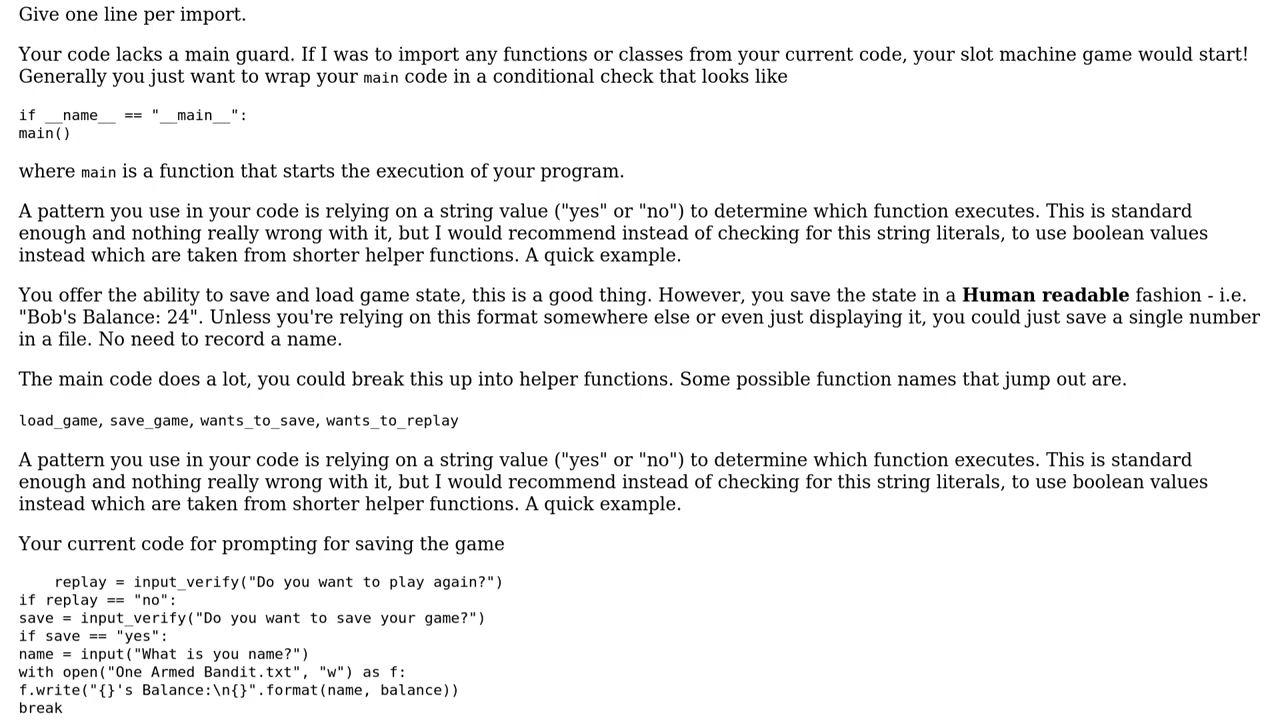 Give one line per import.
Your code lacks a main guard. If I was to import any functions or classes from your current code, your slot machine game would start!
Generally you just want to wrap your main code in a conditional check that looks like
if __name__ == "__main__":
main()
where main is a function that starts the execution of your program.
A pattern you use in your code is relying on a string value ("yes" or "no") to determine which function executes. This is standard
enough and nothing really wrong with it, but I would recommend instead of checking for this string literals, to use boolean values
instead which are taken from shorter helper functions. A quick example.
You offer the ability to save and load game state, this is a good thing. However, you save the state in a Human readable fashion - i.e.
"Bob's Balance: 24". Unless you're relying on this format somewhere else or even just displaying it, you could just save a single number
in a file. No need to record a name.
The main code does a lot, you could break this up into helper functions. Some possible function names that jump out are.
load_game, save_game, wants_to_save, wants_to_replay
A pattern you use in your code is relying on a string value ("yes" or "no") to determine which function executes. This is standard
enough and nothing really wrong with it, but I would recommend instead of checking for this string literals, to use boolean values
instead which are taken from shorter helper functions. A quick example.
Your current code for prompting for saving the game
    replay = input_verify("Do you want to play again?")
if replay == "no":
save = input_verify("Do you want to save your game?")
if save == "yes":
name = input("What is you name?")
with open("One Armed Bandit.txt", "w") as f:
f.write("{}'s Balance:\n{}".format(name, balance))
break